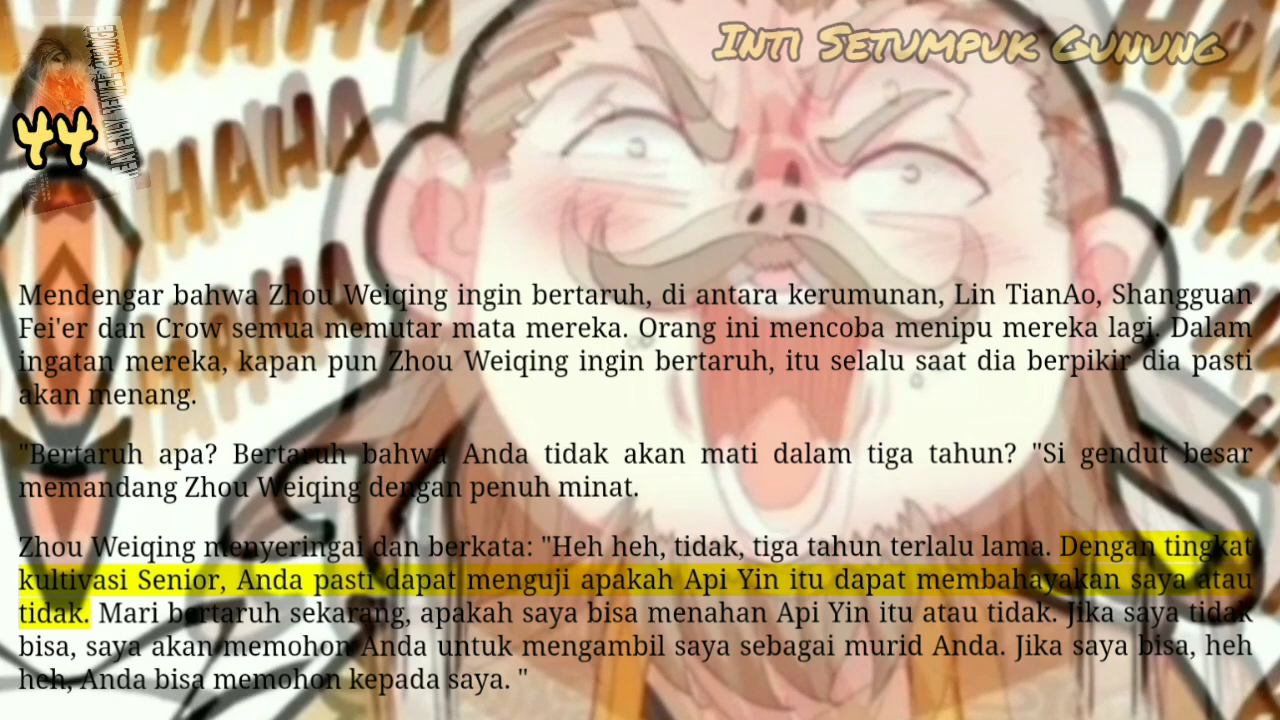 INTI SETUMPUK GUNUNG
44
HAHAHA
HAHA
HAHAHA
Mendengar bahwa Zhou Weiqing ingin bertaruh, di antara kerumunan, Lin TianAo, Shangguan
Fei'er dan Crow semua memutar mata mereka. Orang ini mencoba menipu mereka lagi. Dalam
ingatan mereka, kapan pun Zhou Weiqing ingin bertaruh, itu selalu saat dia berpikir dia pasti
akan menang.
"Bertaruh apa? Bertaruh bahwa Anda tidak akan mati dalam tiga tahun? "Si gendut besar
memandang Zhou Weiqing dengan penuh minat.
Zhou Weiqing menyeringai dan berkata: "Heh heh, tidak, tiga tahun terlalu lama. Dengan tingkat
kultivasi Senior, Anda pasti dapat menguji apakah Api Yin itu dapat membahayakan saya atau
tidak. Mari bertaruh sekarang, apakah saya bisa menahan Api Yin itu atau tidak. Jika saya tidak
bisa, saya akan memohon Anda untuk mengambil saya sebagai murid Anda. Jika saya bisa, heh
heh, Anda bisa memohon kepada saya. "